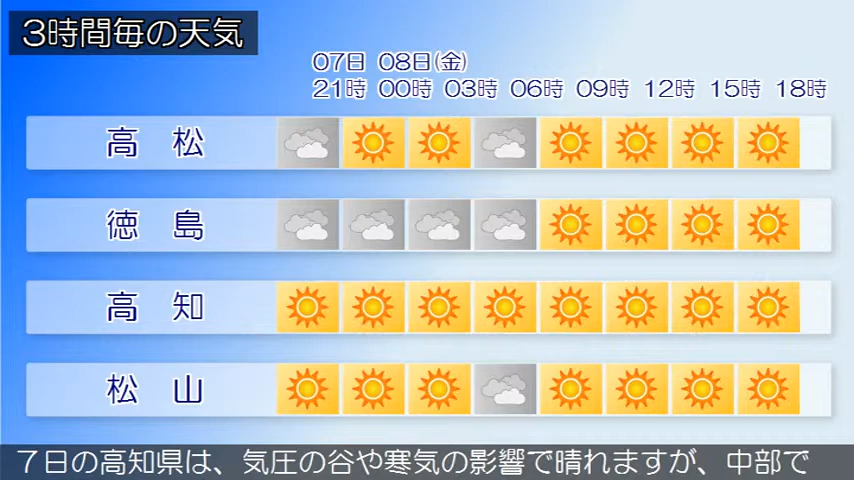 3時間毎の天気
07日 08日(金)
21時 00時 03時 06時 09時 12時 15時 18時
高松
徳島
高知
松山
７日の高知県は、気圧の谷や寒気の影響で晴れますが、中部で